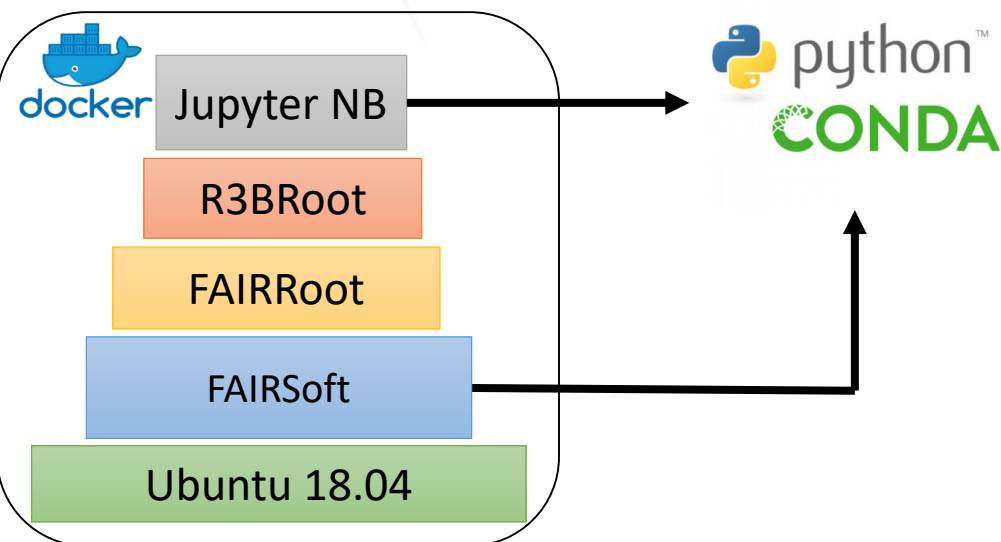 docker
Jupyter NB
R3BRoot
FAIRRoot
FAIRSoft
Ubuntu 18.04
python™
CONDA